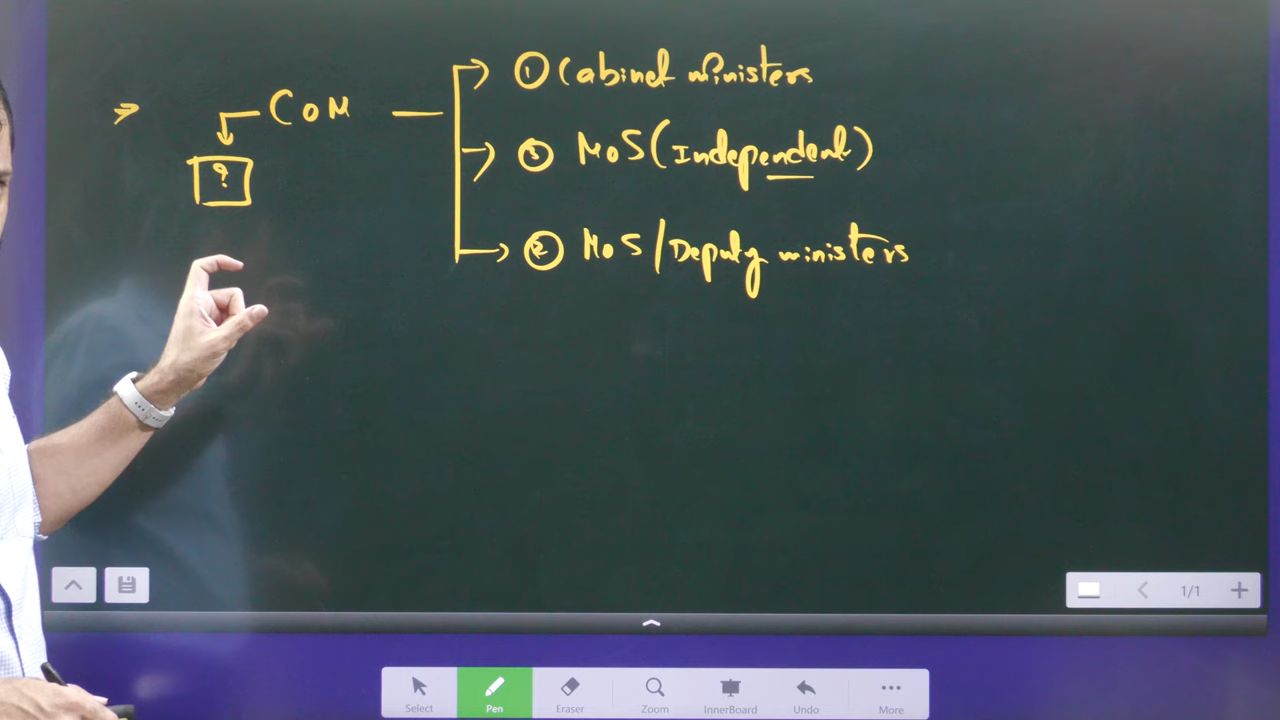 ① Cabinet ministers
→ COM
③ MOS (Independent)
?
② MOS / Deputy ministers
1/1
Select Pen Eraser Zoom InnerBoard Undo More